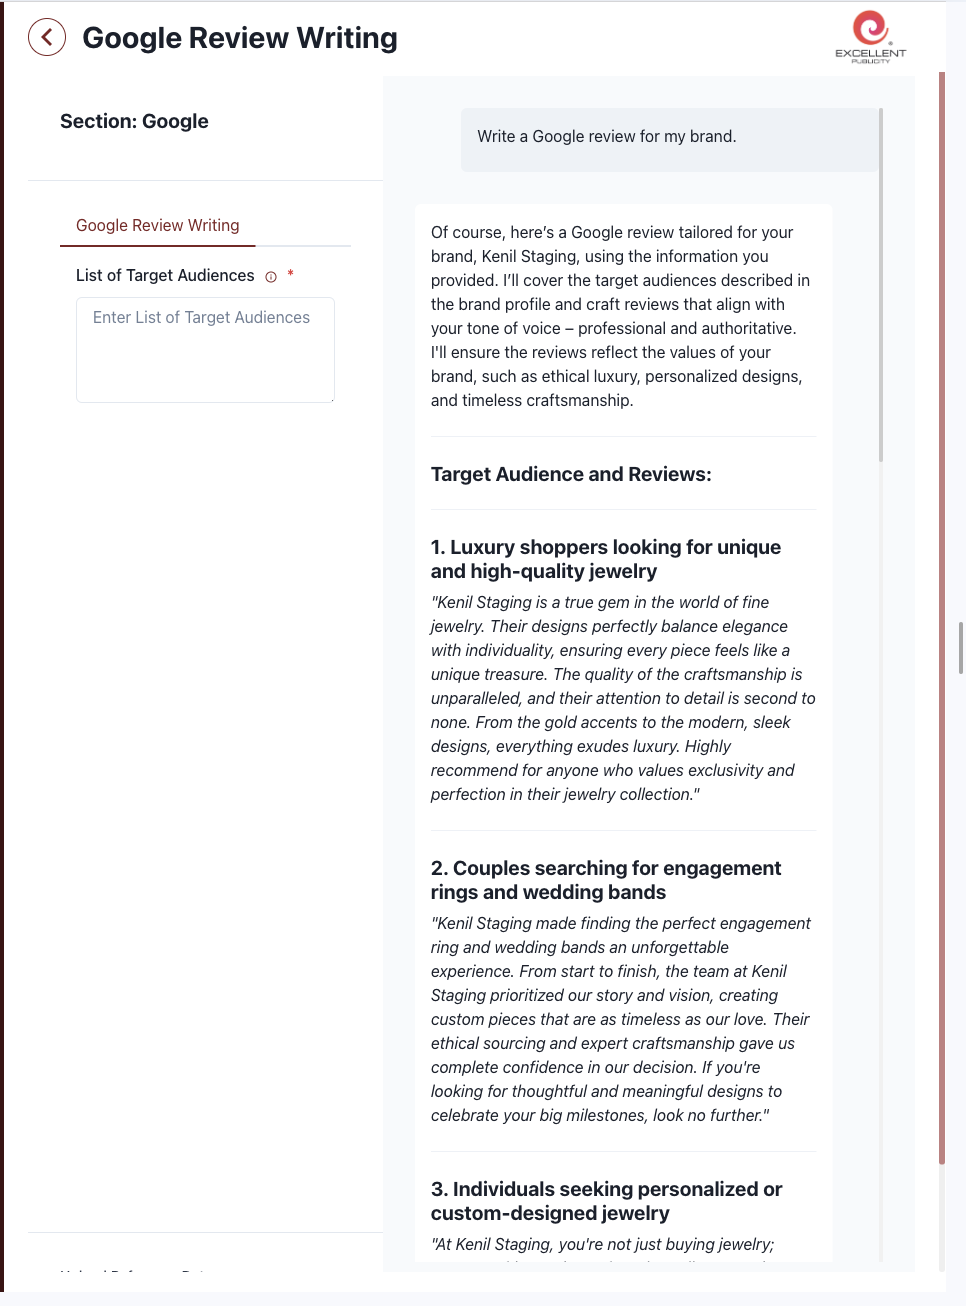 Google Review Writing
EXCELLENT
PUBLICITY
Section: Google
Google Review Writing
List of Target Audiences *
Enter List of Target Audiences
Write a Google review for my brand.
Of course, here’s a Google review tailored for your
brand, Kenil Staging, using the information you
provided. I’ll cover the target audiences described in
the brand profile and craft reviews that align with
your tone of voice – professional and authoritative.
I'll ensure the reviews reflect the values of your
brand, such as ethical luxury, personalized designs,
and timeless craftsmanship.
Target Audience and Reviews:
1. Luxury shoppers looking for unique
and high-quality jewelry
"Kenil Staging is a true gem in the world of fine
jewelry. Their designs perfectly balance elegance
with individuality, ensuring every piece feels like a
unique treasure. The quality of the craftsmanship is
unparalleled, and their attention to detail is second to
none. From the gold accents to the modern, sleek
designs, everything exudes luxury. Highly
recommend for anyone who values exclusivity and
perfection in their jewelry collection."
2. Couples searching for engagement
rings and wedding bands
"Kenil Staging made finding the perfect engagement
ring and wedding bands an unforgettable
experience. From start to finish, the team at Kenil
Staging prioritized our story and vision, creating
custom pieces that are as timeless as our love. Their
ethical sourcing and expert craftsmanship gave us
complete confidence in our decision. If you're
looking for thoughtful and meaningful designs to
celebrate your big milestones, look no further."
3. Individuals seeking personalized or
custom-designed jewelry
"At Kenil Staging, you're not just buying jewelry;